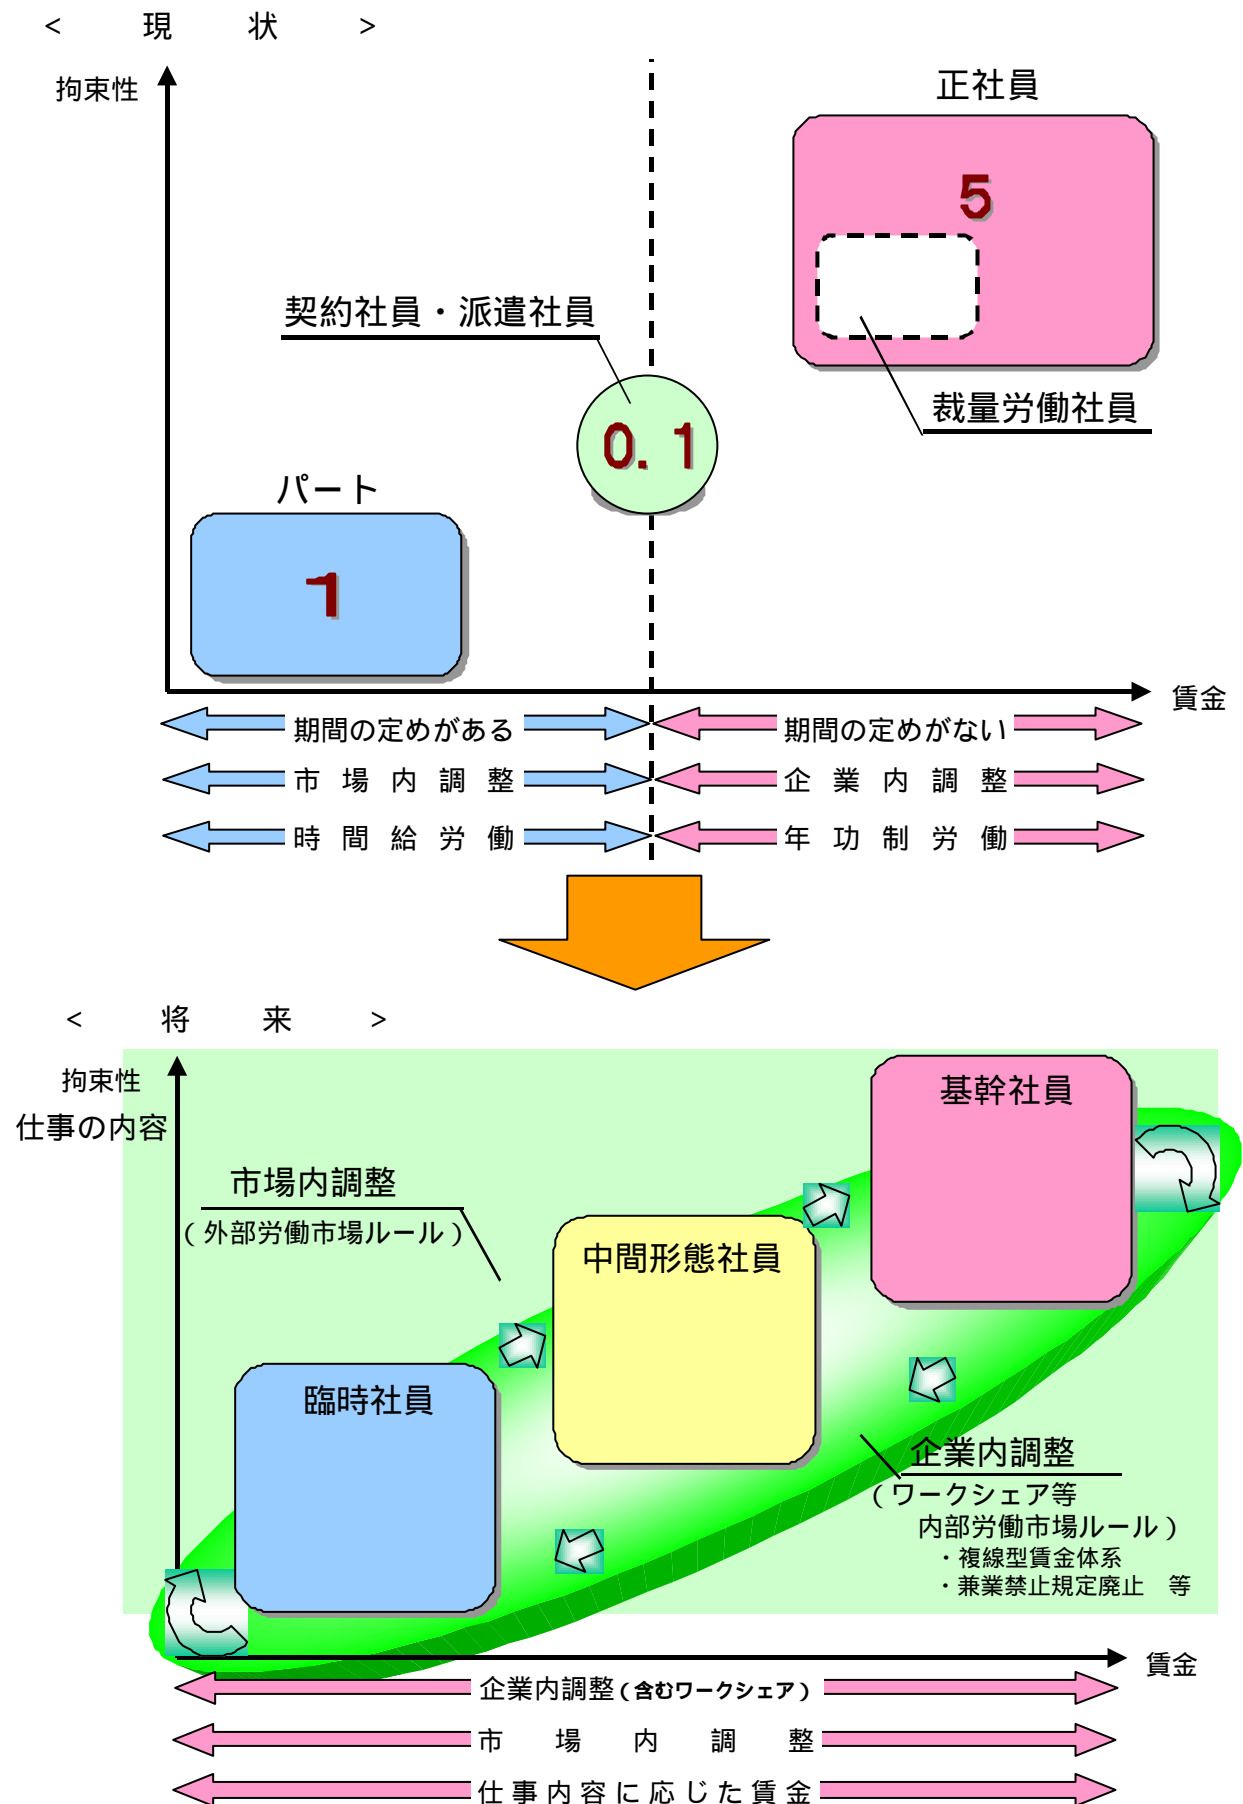 < 現 状 >
拘束性
正社員
5
契約社員・派遣社員
裁量労働社員
0.1
パート
1
賃金
期間の定めがある 期間の定めがない
市場内調整 企業内調整
時間給労働 年功制労働
< 将 来 >
拘束性
仕事の内容
基幹社員
市場内調整
(外部労働市場ルール)
中間形態社員
臨時社員
企業内調整
(ワークシェア等
内部労働市場ルール)
・複線型賃金体系
・兼業禁止規定廃止 等
賃金
企業内調整(含むワークシェア)
市場内調整
仕事内容に応じた賃金